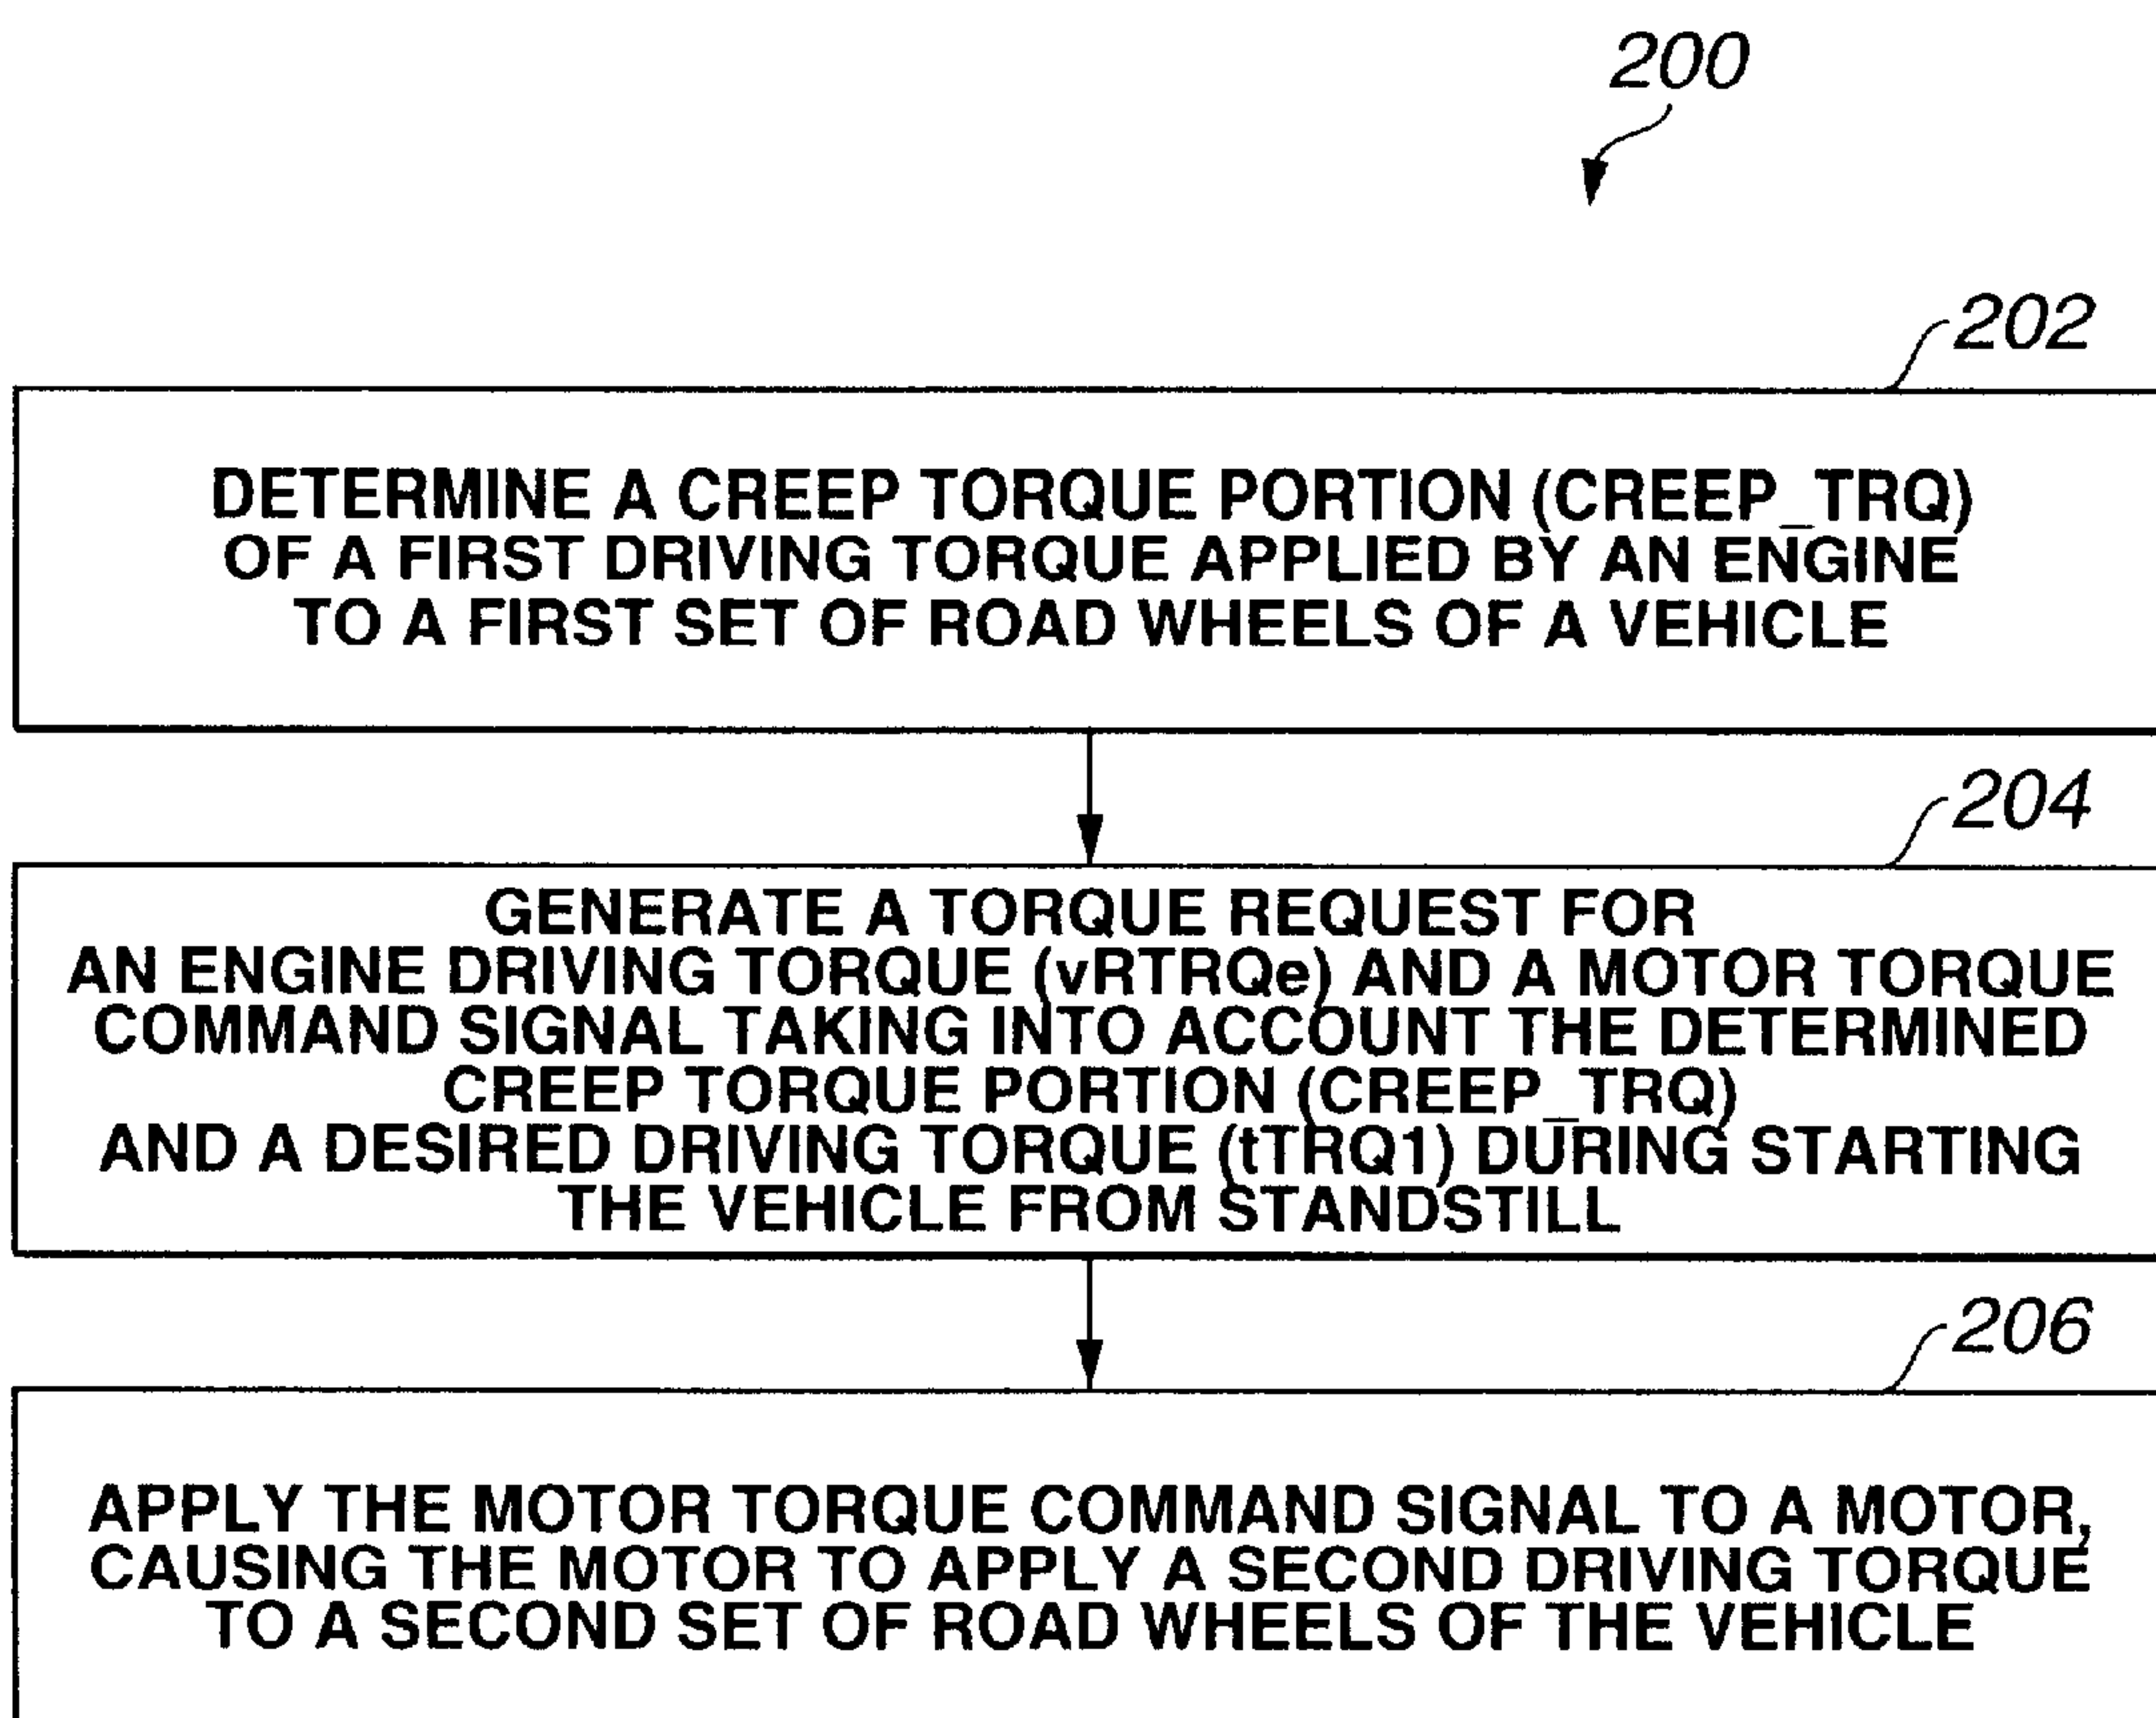 200
202
DETERMINE A CREEP TORQUE PORTION (CREEP_TRQ)
OF A FIRST DRIVING TORQUE APPLIED BY AN ENGINE
TO A FIRST SET OF ROAD WHEELS OF A VEHICLE
204
GENERATE A TORQUE REQUEST FOR
AN ENGINE DRIVING TORQUE (vRTRQe) AND A MOTOR TORQUE
COMMAND SIGNAL TAKING INTO ACCOUNT THE DETERMINED
CREEP TORQUE PORTION (CREEP_TRQ)
AND A DESIRED DRIVING TORQUE (tTRQ1) DURING STARTING
THE VEHICLE FROM STANDSTILL
206
APPLY THE MOTOR TORQUE COMMAND SIGNAL TO A MOTOR,
CAUSING THE MOTOR TO APPLY A SECOND DRIVING TORQUE
TO A SECOND SET OF ROAD WHEELS OF THE VEHICLE